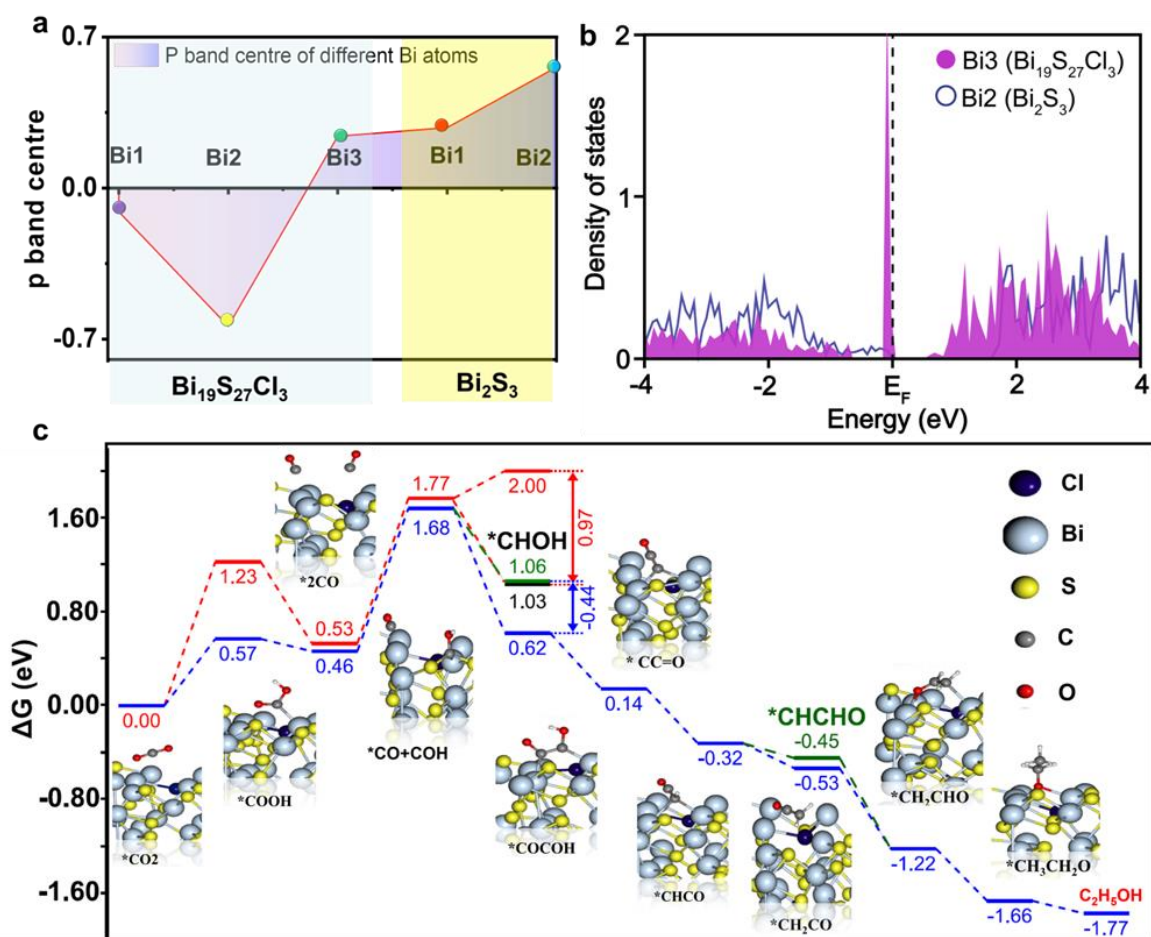 a
0.7
P band centre of different Bi atoms
Bi1
Bi2
Bi3
Bi1
Bi2
0.0
-0.7
p band centre
Bi₁₉S₂₇Cl₃
Bi₂S₃
b
2
1
0
Density of states
Bi3 (Bi₁₉S₂₇Cl₃)
Bi2 (Bi₂S₃)
-4
-2
E_F
2
4
Energy (eV)
c
ΔG (eV)
1.60
0.80
0.00
-0.80
-1.60
0.00
1.23
0.57
0.53
0.46
1.77
1.68
2.00
*CHOH
1.06
1.03
0.62
0.97
-0.44
0.14
-0.32
*CHCHO
-0.45
-0.53
-1.22
-1.66
C₂H₅OH
-1.77
*CO2
*COOH
*2CO
*CO+COH
*COCOH
* CC=O
*CHCO
*CH₂CO
*CH₂CHO
*CH₃CH₂O
Cl
Bi
S
C
O